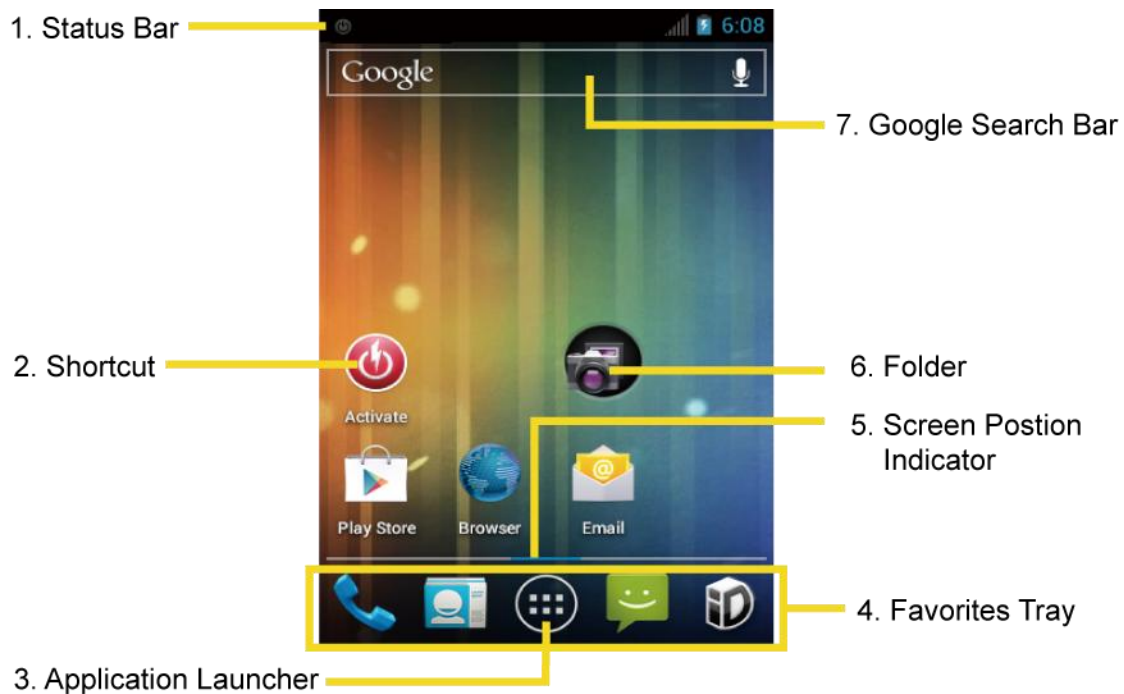 1. Status Bar
6:08
Google
7. Google Search Bar
2. Shortcut
Activate
6. Folder
5. Screen Postion
Indicator
Play Store
Browser
Email
4. Favorites Tray
iD
3. Application Launcher